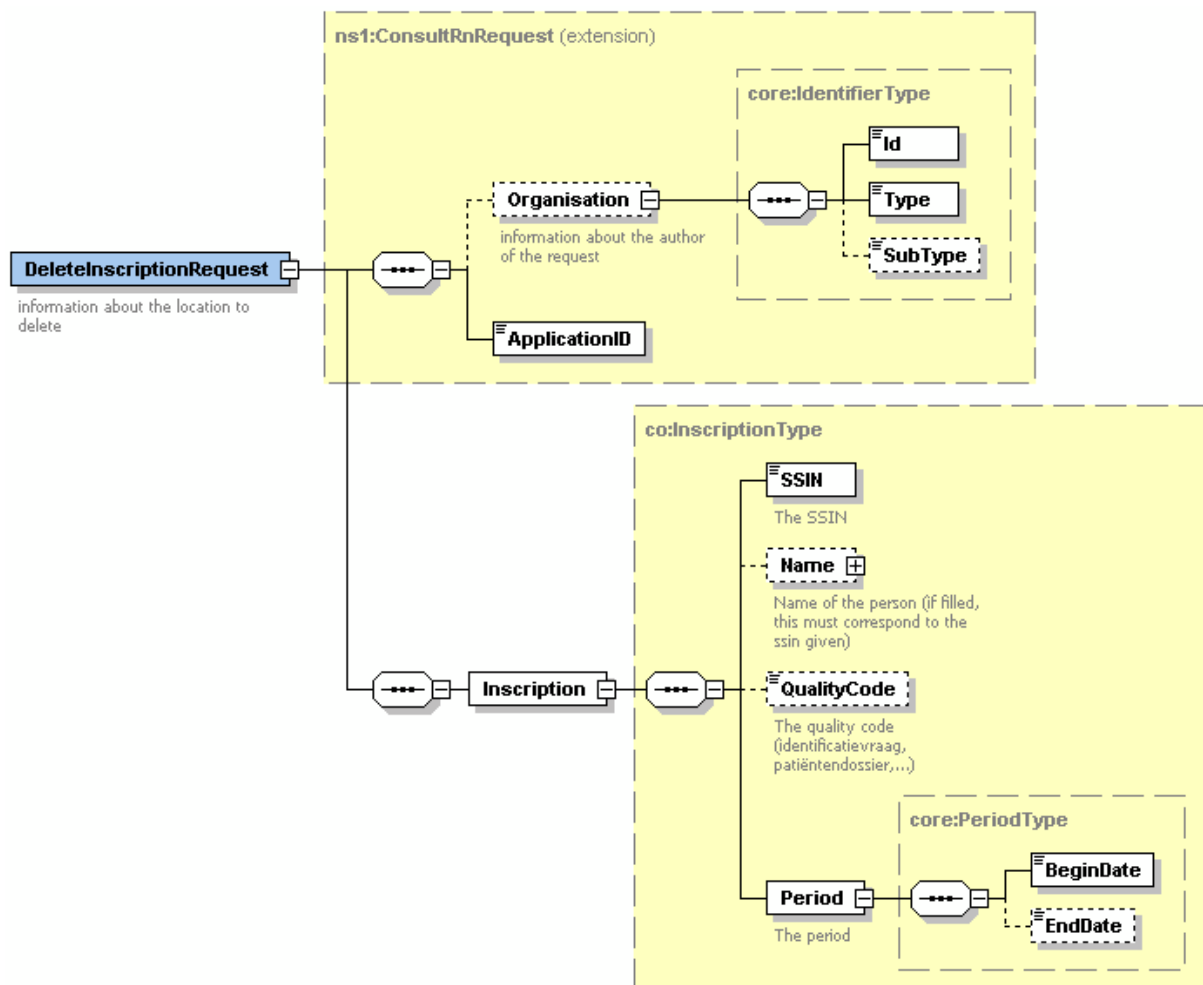 ns1:ConsultRnRequest (extension)
core:IdentifierType
Id
Type
SubType
Organisation
information about the author
of the request
ApplicationID
DeleteInscriptionRequest
information about the location to
delete
co:InscriptionType
SSIN
The SSIN
Name
Name of the person (if filled,
this must correspond to the
ssin given)
Inscription
QualityCode
The quality code
(identificatievraag,
patiëntendossier,...)
core:PeriodType
BeginDate
EndDate
Period
The period